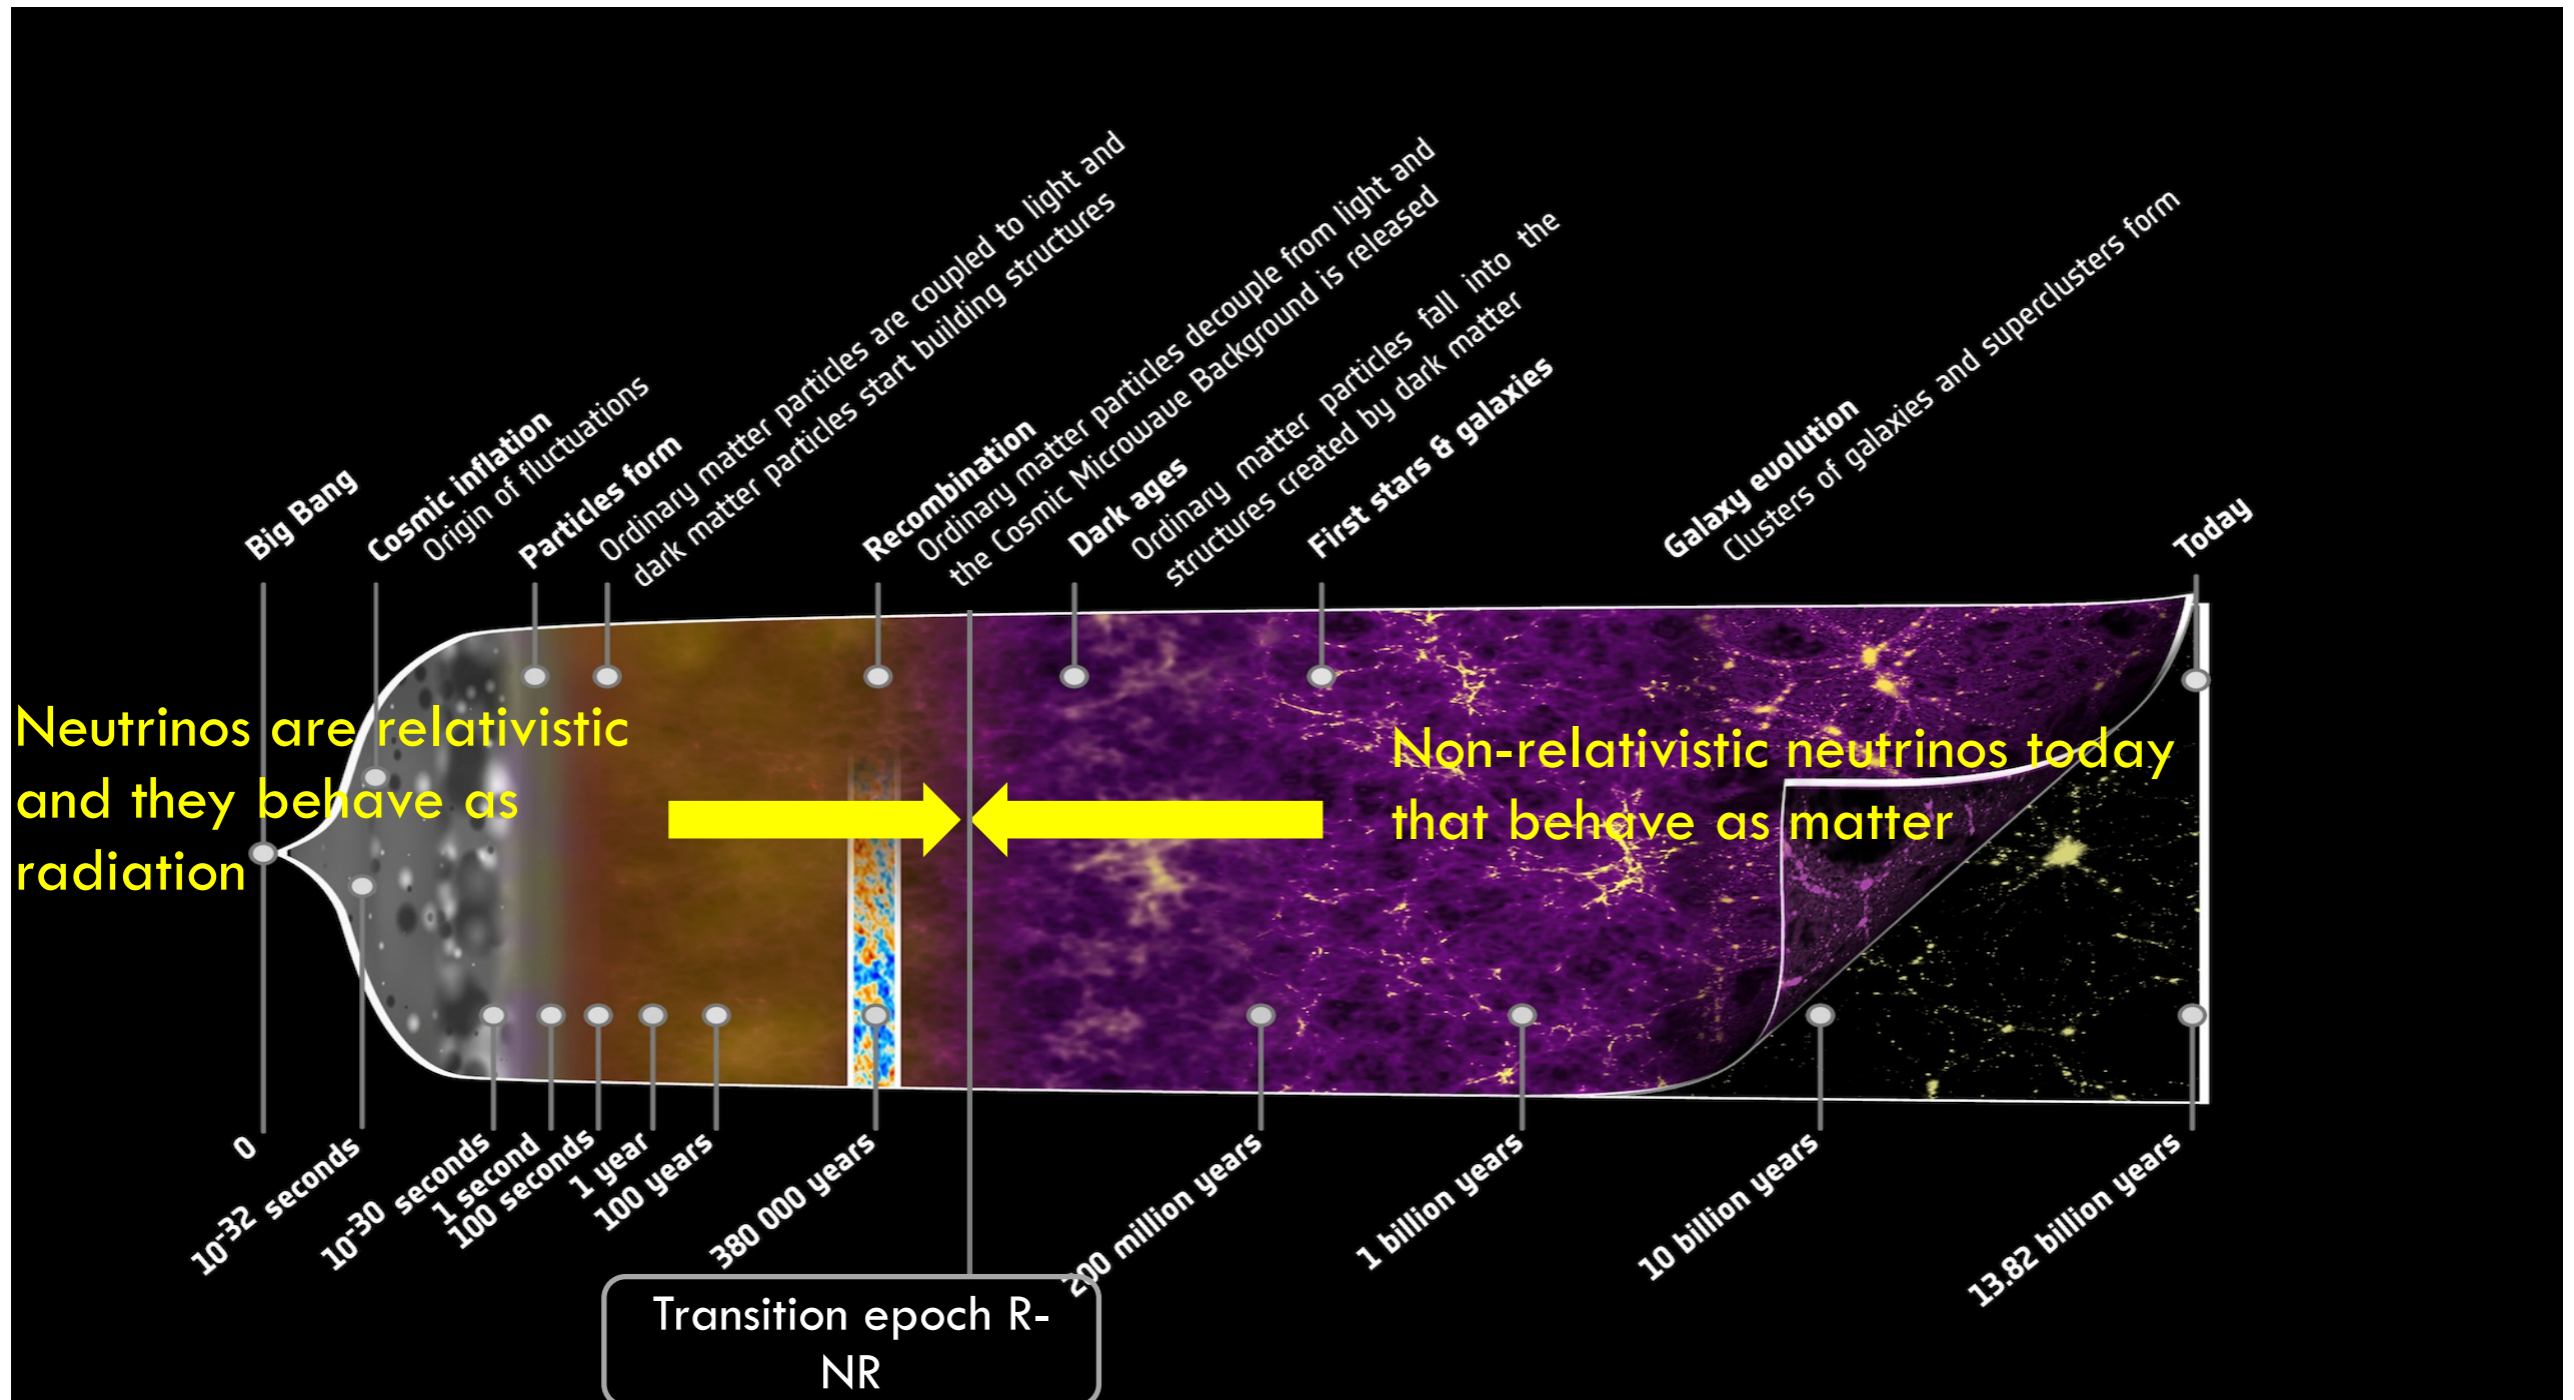 Big Bang
Cosmic inflation
Origin of fluctuations
Particles form
Ordinary matter particles are coupled to light and
dark matter particles start building structures
Recombination
Ordinary matter particles decouple from light and
the Cosmic Microwave Background is released
Dark ages
Ordinary matter particles fall into the
structures created by dark matter
First stars & galaxies
Galaxy evolution
Clusters of galaxies and superclusters form
Today
Neutrinos are relativistic
and they behave as
radiation
Non-relativistic neutrinos today
that behave as matter
0
10⁻³² seconds
10⁻³⁰ seconds
1 second
100 seconds
1 year
100 years
380 000 years
200 million years
1 billion years
10 billion years
13.82 billion years
Transition epoch R-
NR